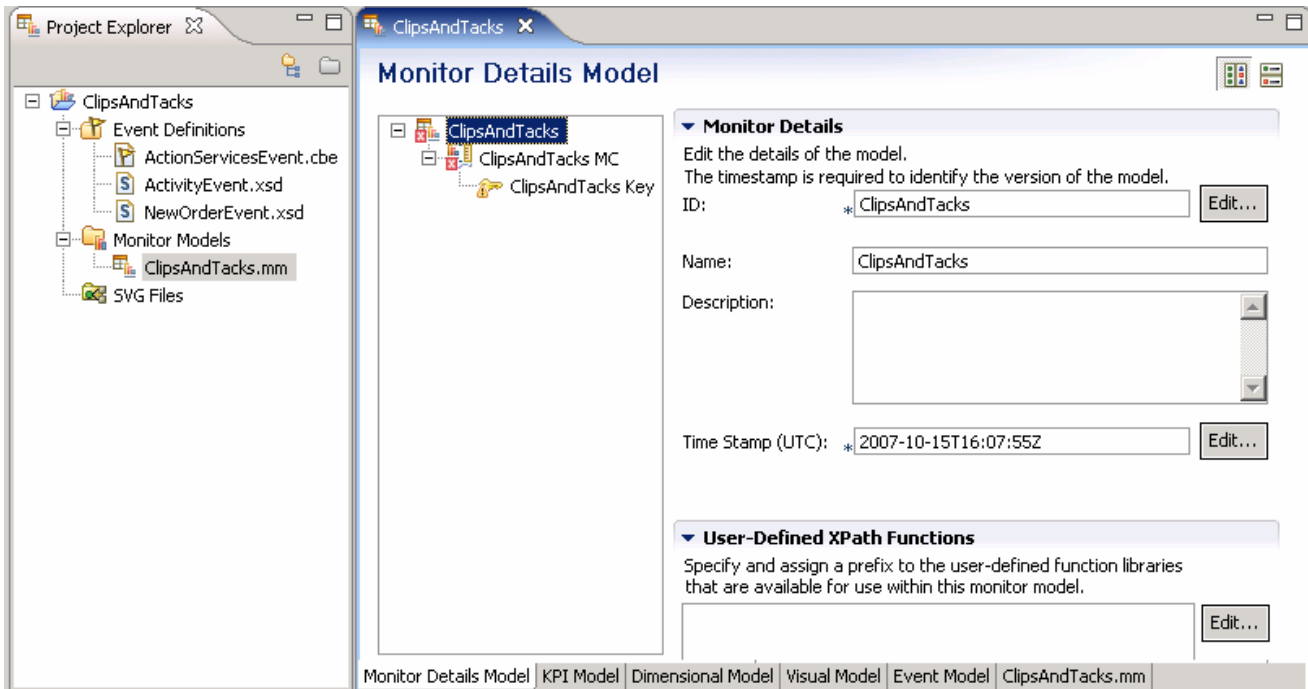 Project Explorer
ClipsAndTacks
Event Definitions
ActionServicesEvent.cbe
ActivityEvent.xsd
NewOrderEvent.xsd
Monitor Models
ClipsAndTacks.mm
SVG Files
ClipsAndTacks
Monitor Details Model
ClipsAndTacks
ClipsAndTacks MC
ClipsAndTacks Key
Monitor Details
Edit the details of the model.
The timestamp is required to identify the version of the model.
ID: * ClipsAndTacks Edit...
Name: ClipsAndTacks
Description:
Time Stamp (UTC): * 2007-10-15T16:07:55Z Edit...
User-Defined XPath Functions
Specify and assign a prefix to the user-defined function libraries
that are available for use within this monitor model.
Edit...
Monitor Details Model KPI Model Dimensional Model Visual Model Event Model ClipsAndTacks.mm